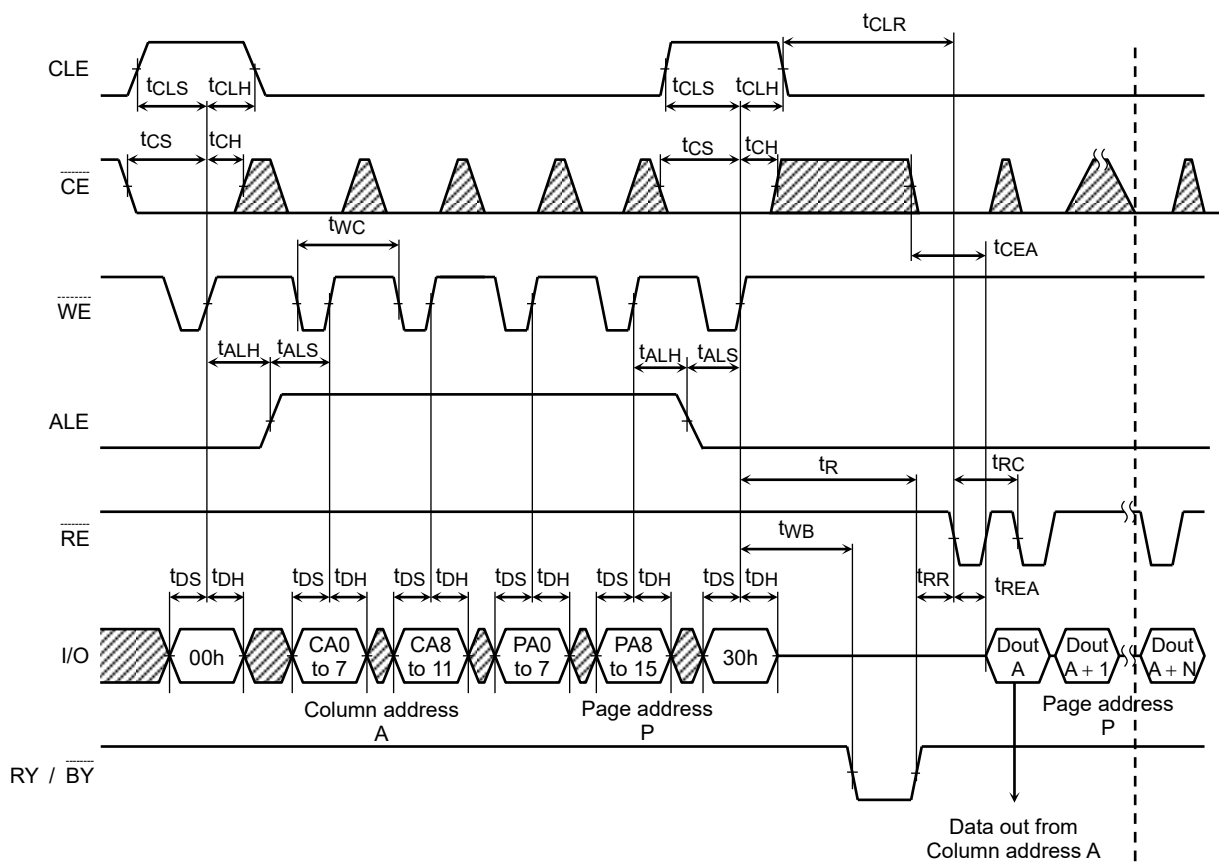 tCLR
CLE
tCLS tCLH tCLS tCLH
tCS tCH tCS tCH
CE
tWC
tCEA
WE
tALH tALS tALH tALS
ALE
tR tRC
RE
tWB
tDS tDH tDS tDH tDS tDH tDS tDH tDS tDH tDS tDH tRR tREA
I/O
00h
CA0
to 7
CA8
to 11
PA0
to 7
PA8
to 15
30h
Dout
A
Dout
A + 1
Dout
A + N
Column address
A
Page address
P
Page address
P
RY / BY
Data out from
Column address A